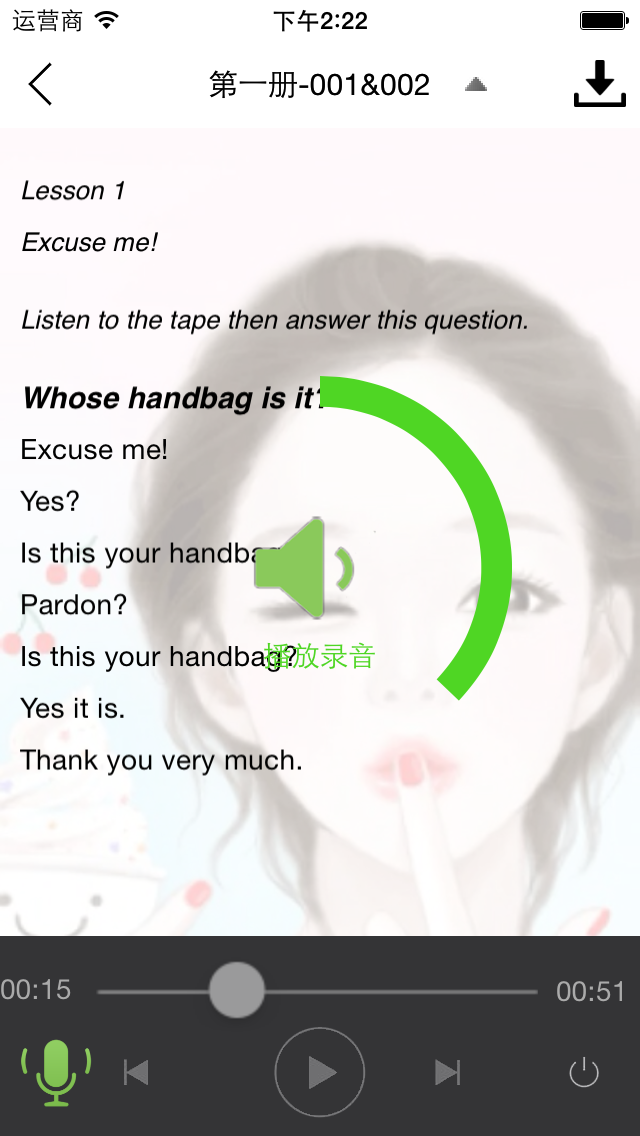 运营商 下午2:22
第一册-001&002
Lesson 1
Excuse me!
Listen to the tape then answer this question.
Whose handbag is it?
Excuse me!
Yes?
Is this your handbag
Pardon?
Is this your handbag?
播放录音
Yes it is.
Thank you very much.
00:15 00:51